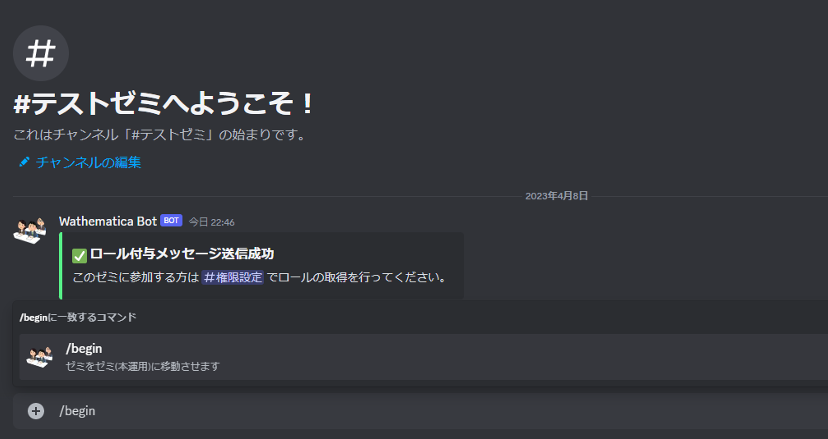 #テストゼミへようこそ！
これはチャンネル「#テストゼミ」の始まりです。
チャンネルの編集
2023年4月8日
Wathematica Bot BOT 今日 22:46
✅ロール付与メッセージ送信成功
このゼミに参加する方は #権限設定 でロールの取得を行ってください。
/beginに一致するコマンド
/begin
ゼミをゼミ(本運用)に移動させます
/begin